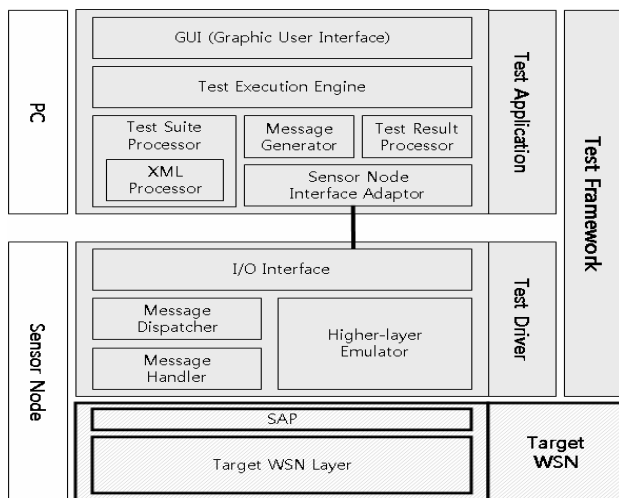 PC
GUI (Graphic User Interface)
Test Execution Engine
Test Suite
Processor
XML
Processor
Message
Generator
Test Result
Processor
Sensor Node
Interface Adaptor
Test Application
Test Framework
Sensor Node
I/O Interface
Message
Dispatcher
Message
Handler
Higher-layer
Emulator
Test Driver
SAP
Target WSN Layer
Target
WSN